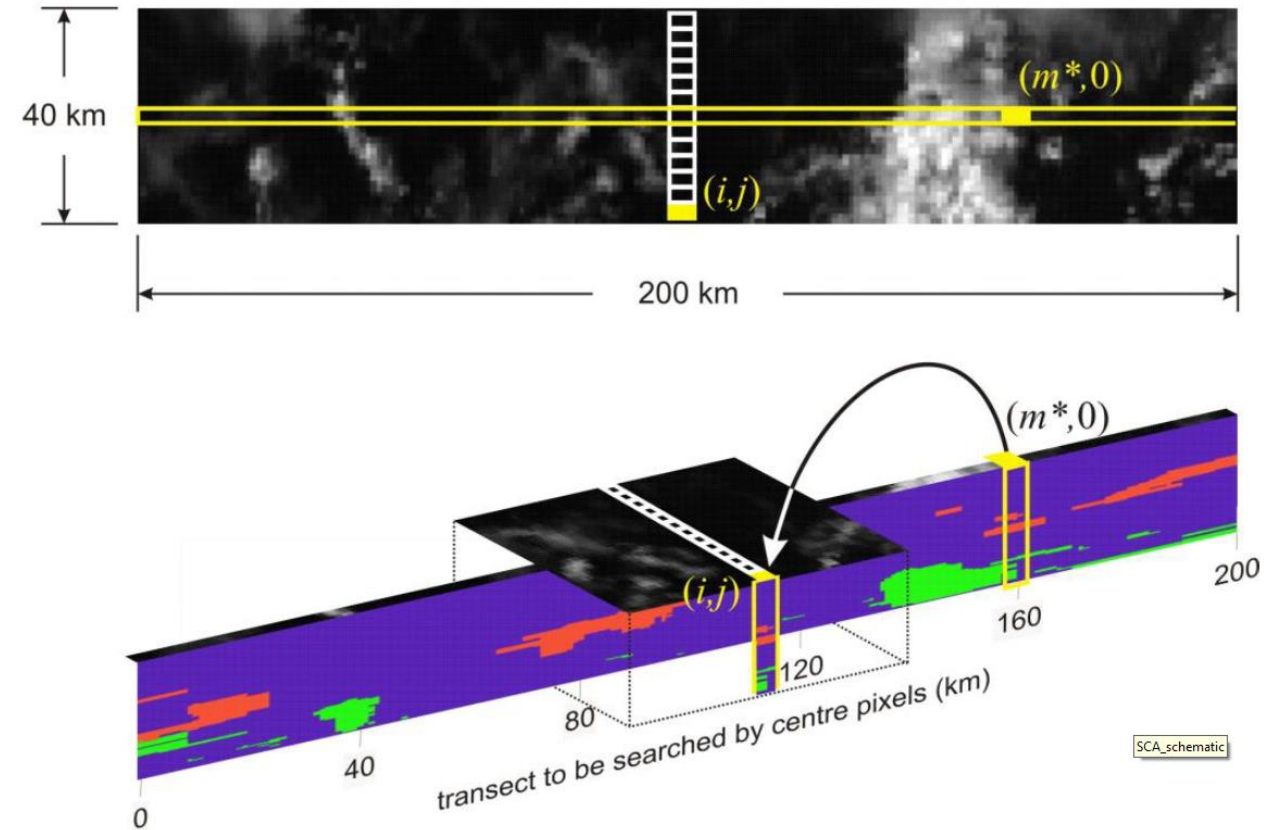 (m*,0)
40 km
(i,j)
200 km
(m*,0)
(i,j)
200
160
120
80
40
0
transect to be searched by centre pixels (km)
SCA_schematic